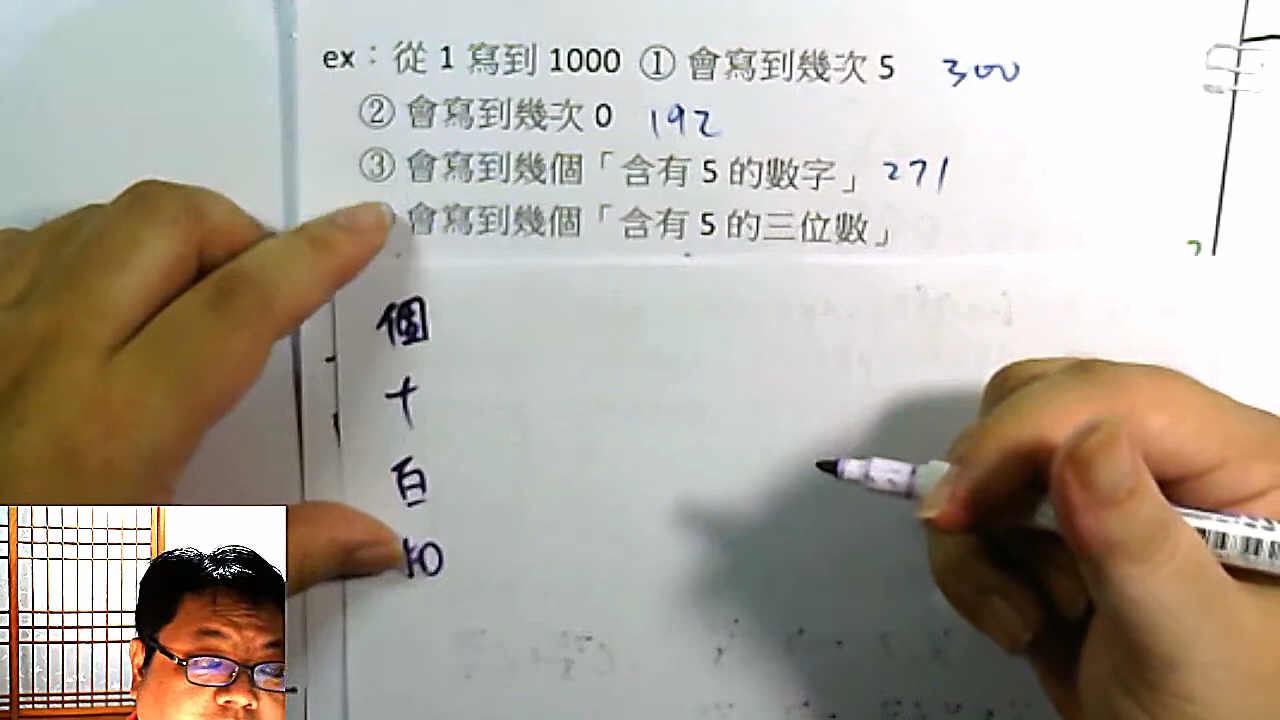 ex：從 1 寫到 1000 ① 會寫到幾次 5 300
② 會寫到幾次 0 192
③ 會寫到幾個「含有 5 的數字」 271
會寫到幾個「含有 5 的三位數」
?
個
十
百
和